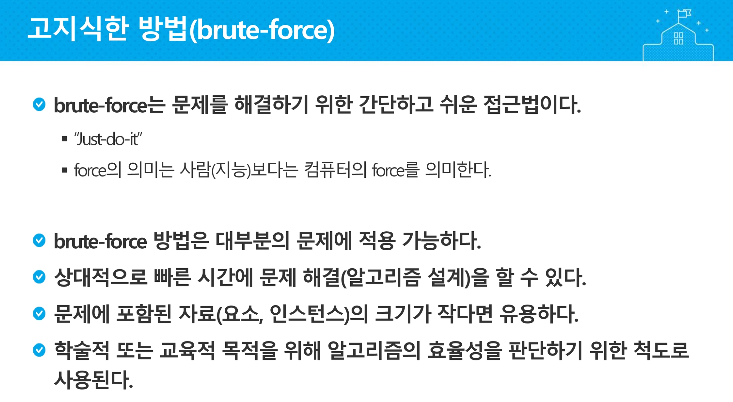 고지식한 방법(brute-force)
brute-force는 문제를 해결하기 위한 간단하고 쉬운 접근법이다.
“Just-do-it”
force의 의미는 사람(지능)보다는 컴퓨터의 force를 의미한다.
brute-force 방법은 대부분의 문제에 적용 가능하다.
상대적으로 빠른 시간에 문제 해결(알고리즘 설계)을 할 수 있다.
문제에 포함된 자료(요소, 인스턴스)의 크기가 작다면 유용하다.
학술적 또는 교육적 목적을 위해 알고리즘의 효율성을 판단하기 위한 척도로
사용된다.